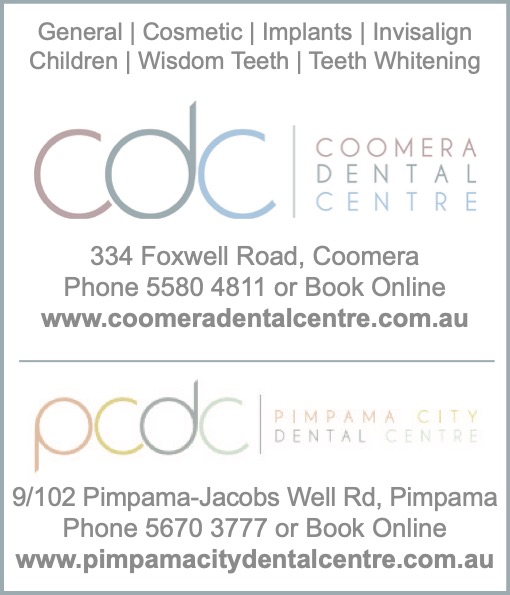 General | Cosmetic | Implants | Invisalign
Children | Wisdom Teeth | Teeth Whitening
cdc
COOMERA
DENTAL
CENTRE
334 Foxwell Road, Coomera
Phone 5580 4811 or Book Online
www.coomeradentalcentre.com.au
pcdc
PIMPAMA CITY
DENTAL CENTRE
9/102 Pimpama-Jacobs Well Rd, Pimpama
Phone 5670 3777 or Book Online
www.pimpamacitydentalcentre.com.au